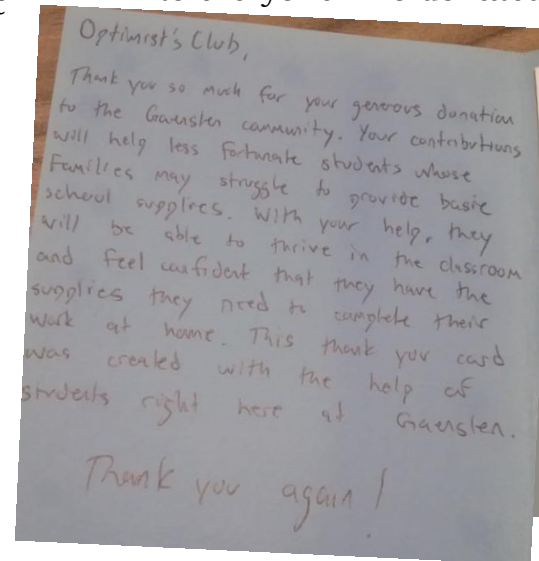 Optimist's Club,
Thank you so much for your generous donation
to the Gaenslen community. Your contributions
will help less fortunate students whose
families may struggle to provide basic
school supplies. With your help, they
will be able to thrive in the classroom
and feel confident that they have the
supplies they need to complete their
work at home. This thank you card
was created with the help of
students right here at Gaenslen.
Thank you again!